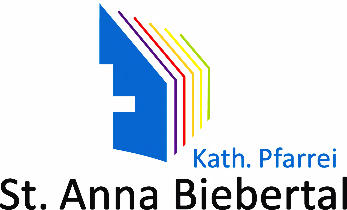 Kath. Pfarrei
St. Anna Biebertal